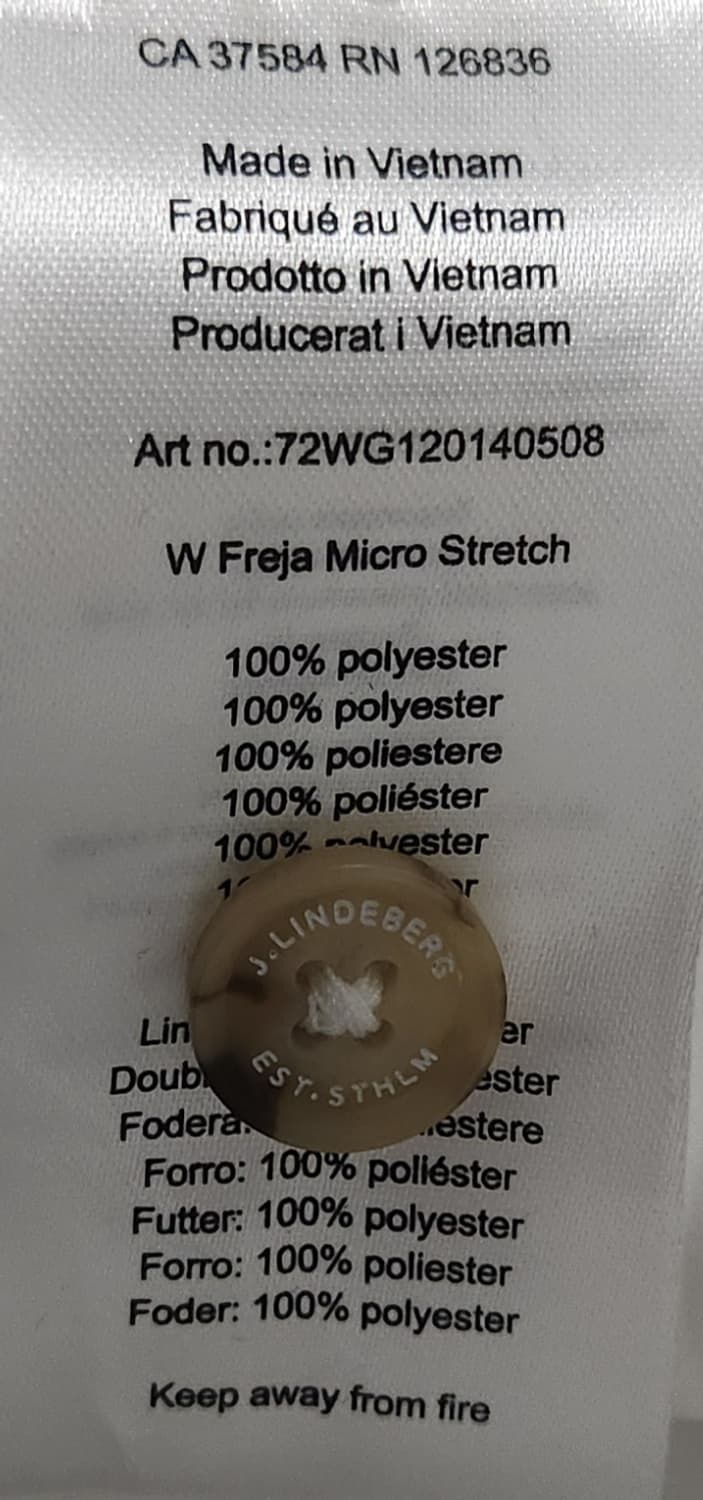 CA 37584 RN 126836
Made in Vietnam
Fabriqué au Vietnam
Prodotto in Vietnam
Producerat i Vietnam
Art no.:72WG120140508
W Freja Micro Stretch
100% polyester
100% polyester
100% poliestere
100% poliéster
100%
J.LINDEBERG
EST. STHLM
Fodera:
Forro: 100% poliéster
Futter: 100% polyester
Forro: 100% poliester
Foder: 100% polyester
Keep away from fire